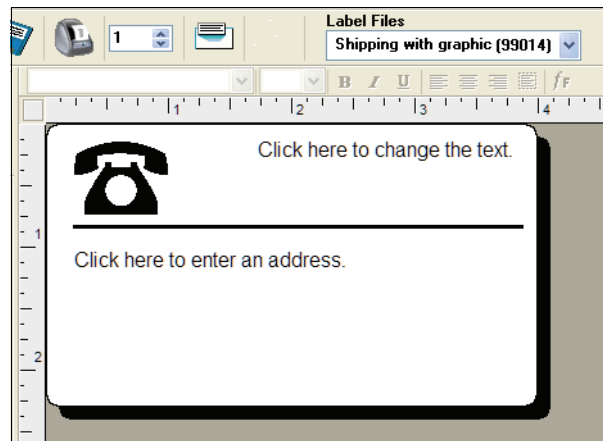 Label Files
1
Shipping with graphic (99014)
B I U
1 2 3 4
Click here to change the text.
1
Click here to enter an address.
2